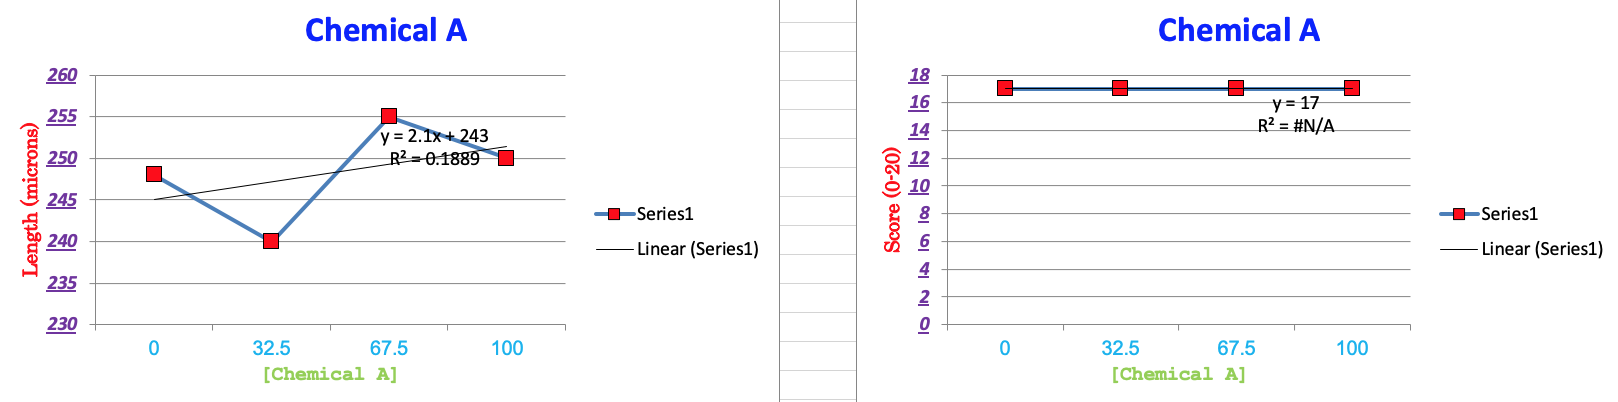 Chemical A
260
255
250
245
240
235
230
Length (microns)
y = 2.1x + 243
R² = 0.1889
0 32.5 67.5 100
[Chemical A]
Series1
Linear (Series1)
Chemical A
18
16
14
12
10
8
6
4
2
0
Score (0-20)
y = 17
R² = #N/A
0 32.5 67.5 100
[Chemical A]
Series1
Linear (Series1)